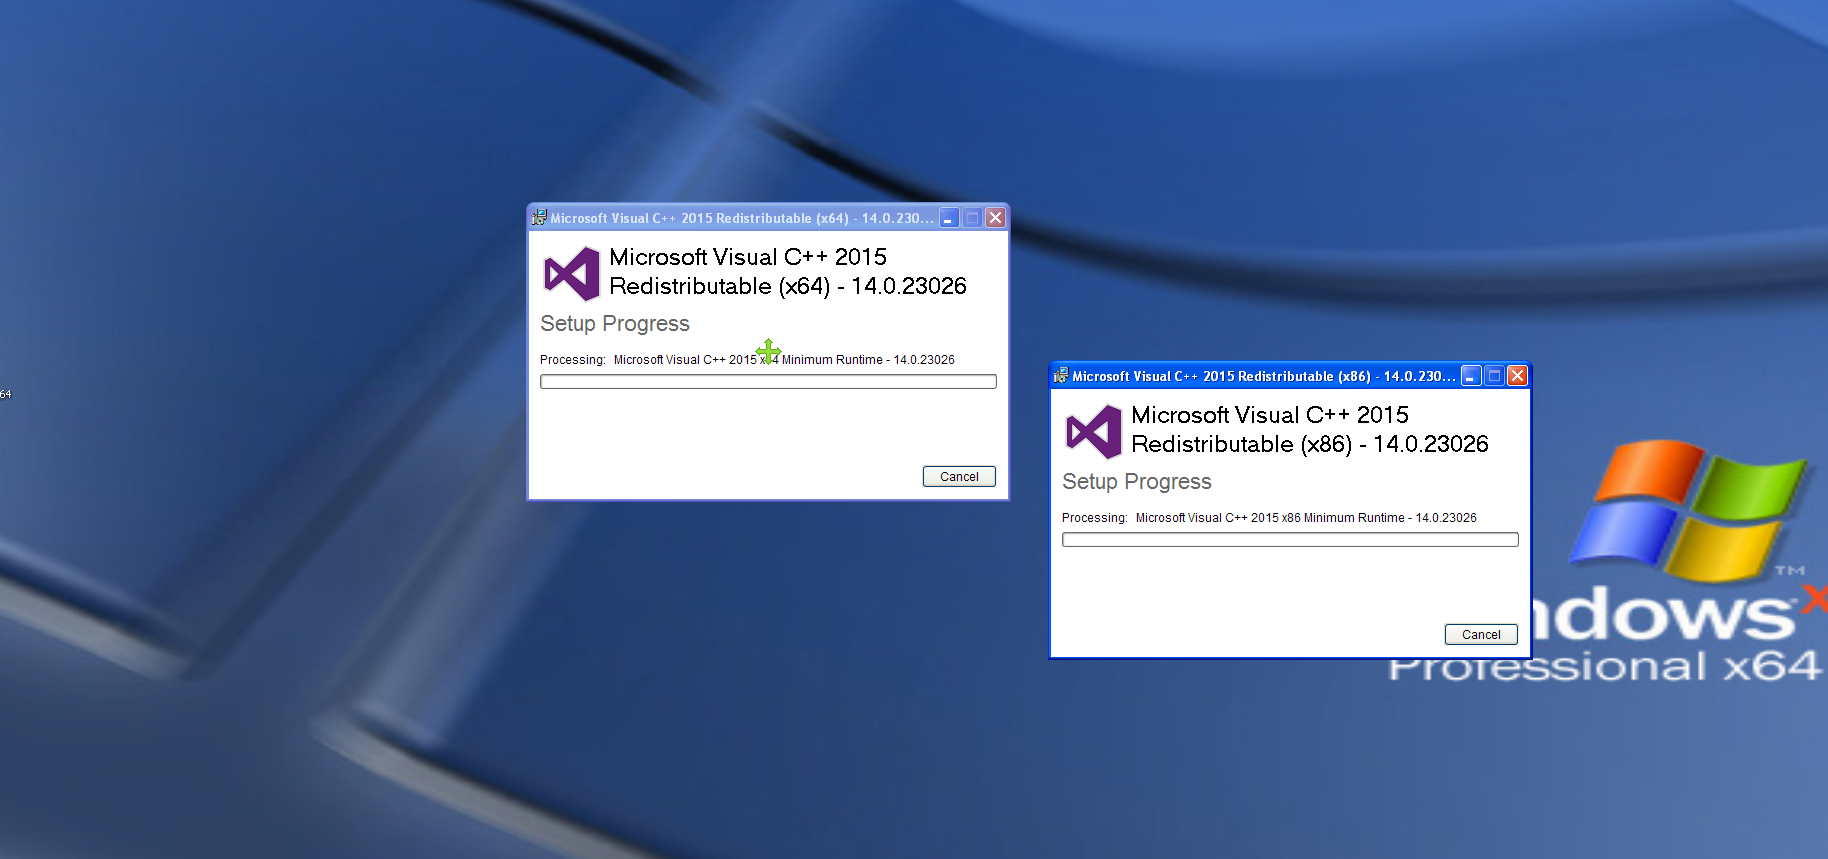 Microsoft Visual C++ 2015 Redistributable (x64) - 14.0.230...
Microsoft Visual C++ 2015
Redistributable (x64) - 14.0.23026
Setup Progress
Processing: Microsoft Visual C++ 2015 x64 Minimum Runtime - 14.0.23026
Cancel
64
Microsoft Visual C++ 2015 Redistributable (x86) - 14.0.230...
Microsoft Visual C++ 2015
Redistributable (x86) - 14.0.23026
Setup Progress
Processing: Microsoft Visual C++ 2015 x86 Minimum Runtime - 14.0.23026
Cancel
TM
ndows x
Professional x64